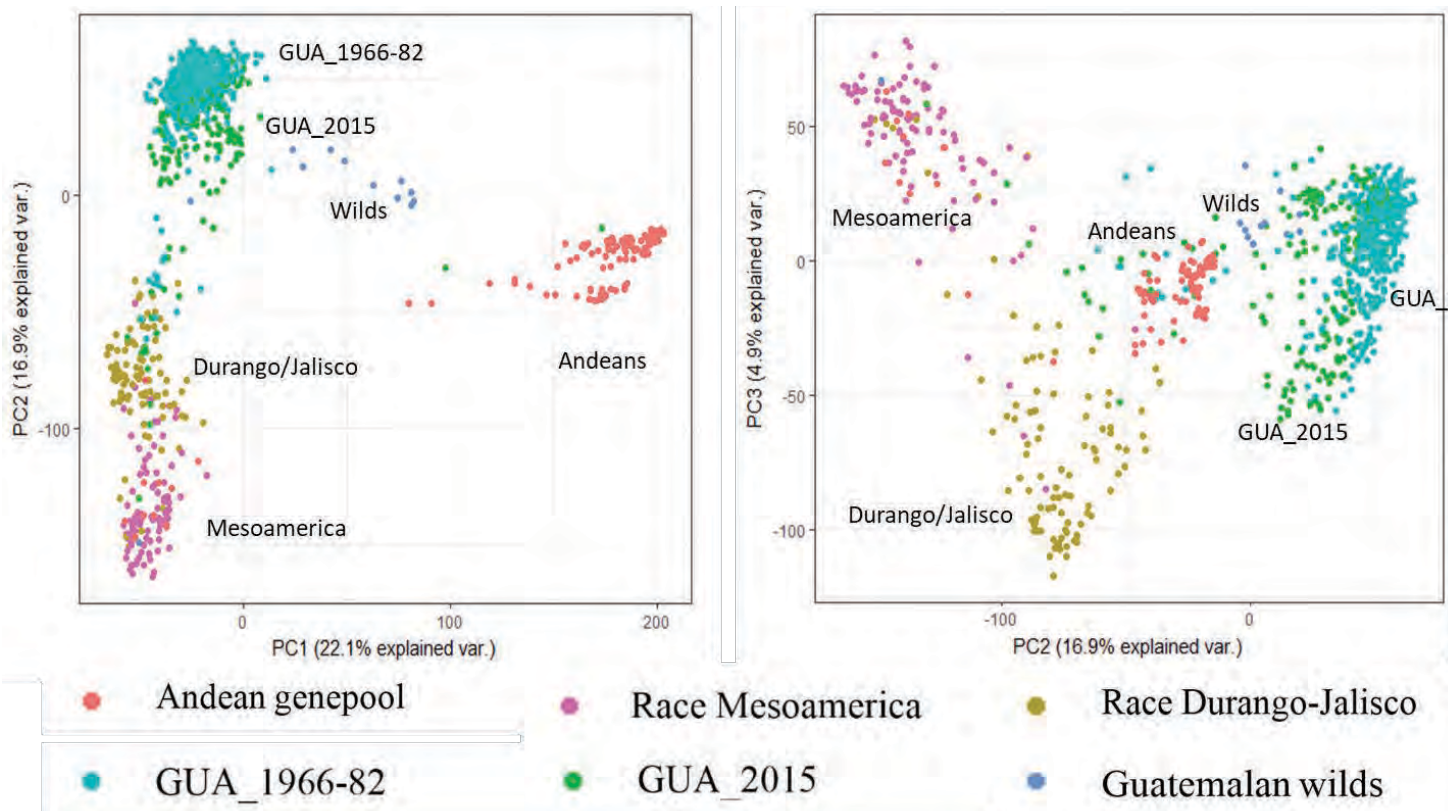 GUA_1966-82
GUA_2015
Wilds
Durango/Jalisco
Andeans
Mesoamerica
0
-100
0
100
200
PC2 (16.9% explained var.)
PC1 (22.1% explained var.)
Mesoamerica
Wilds
Andeans
GUA_
GUA_2015
Durango/Jalisco
50
0
-50
-100
-100
0
PC3 (4.9% explained var.)
PC2 (16.9% explained var.)
Andean genepool
Race Mesoamerica
Race Durango-Jalisco
GUA_1966-82
GUA_2015
Guatemalan wilds